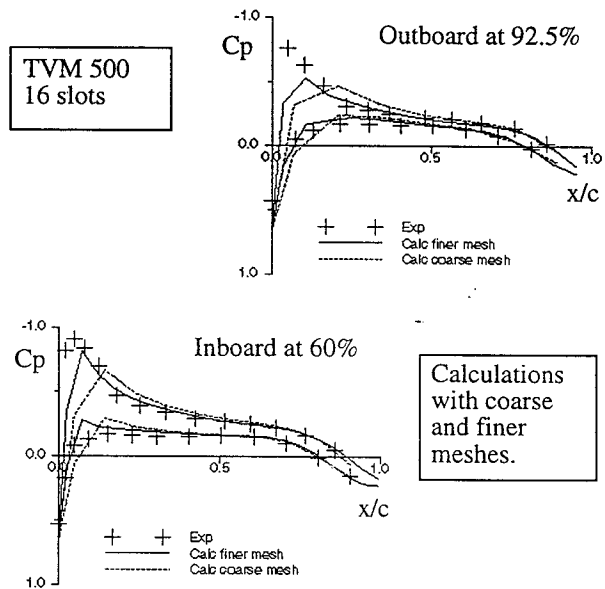 TVM 500
16 slots
-1.0
Cp
Outboard at 92.5%
0.0
0.0
0.5
1.0
x/c
Exp
Calc finer mesh
Calc coarse mesh
1.0
-1.0
Cp
Inboard at 60%
0.0
0.5
1.0
x/c
Exp
Calc finer mesh
Calc coarse mesh
1.0
Calculations
with coarse
and finer
meshes.